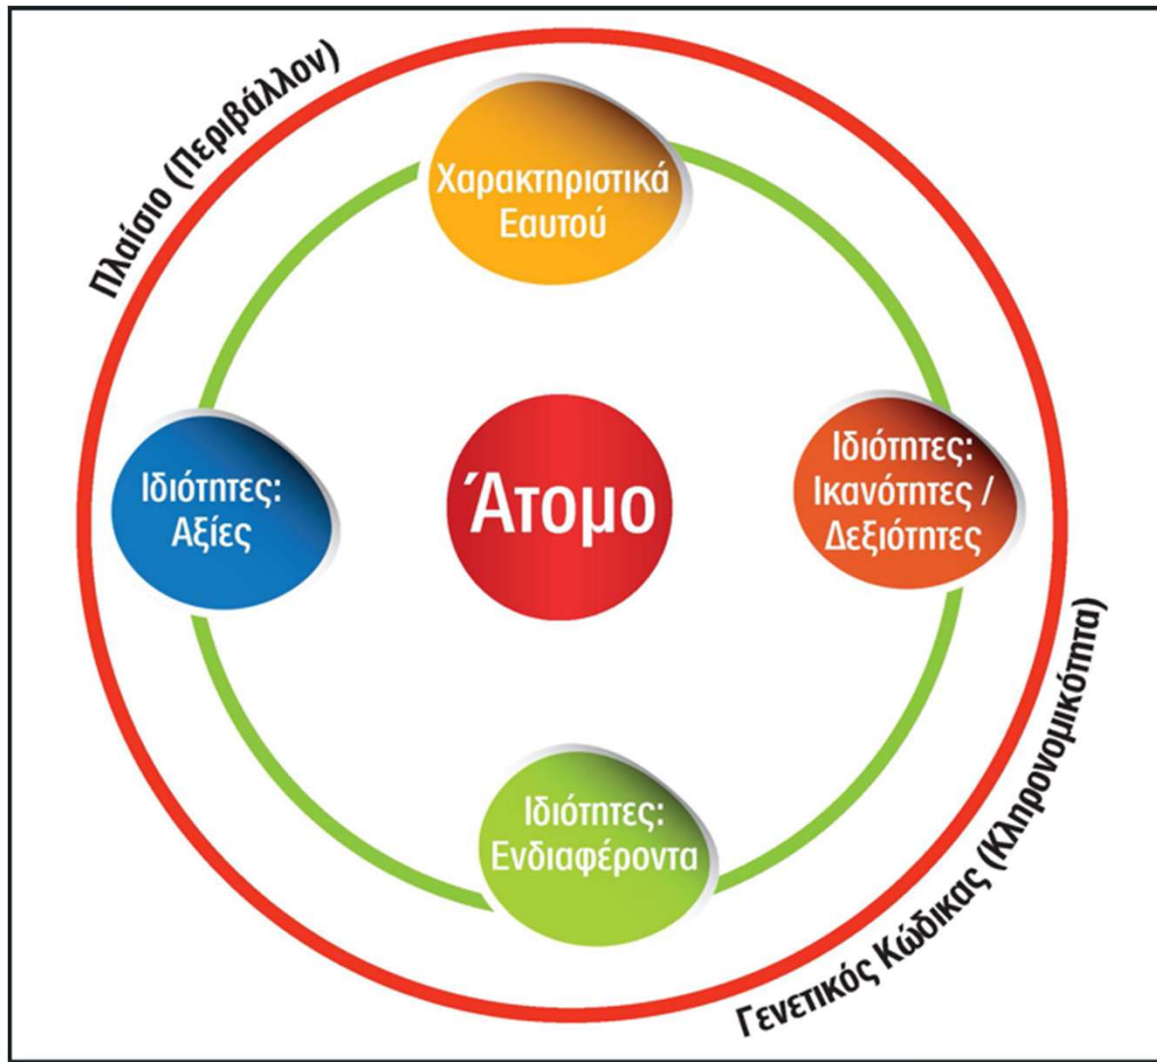 Πλαίσιο (Περιβάλλον)
Χαρακτηριστικά
Εαυτού
Ιδιότητες:
Αξίες
Άτομο
Ιδιότητες:
Ικανότητες /
Δεξιότητες
Ιδιότητες:
Ενδιαφέροντα
Γενετικός Κώδικας (Κληρονομικότητα)